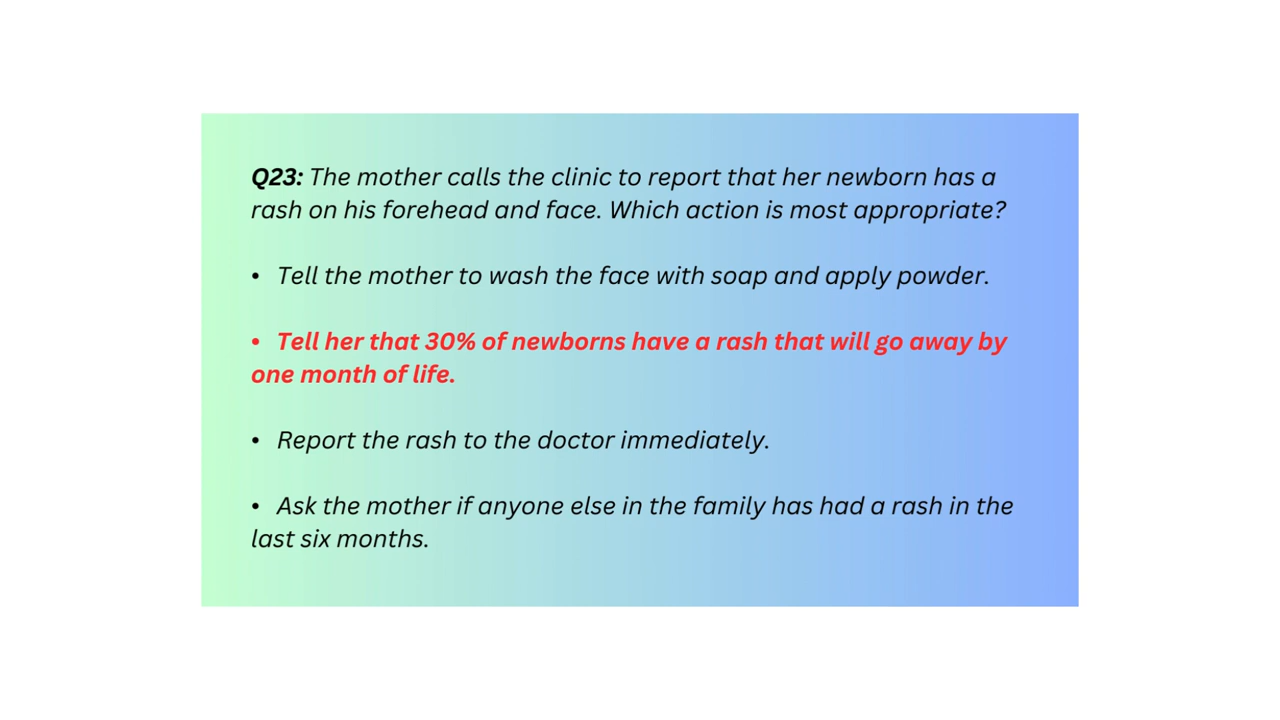 Q23: The mother calls the clinic to report that her newborn has a
rash on his forehead and face. Which action is most appropriate?
• Tell the mother to wash the face with soap and apply powder.
• Tell her that 30% of newborns have a rash that will go away by
one month of life.
• Report the rash to the doctor immediately.
• Ask the mother if anyone else in the family has had a rash in the
last six months.